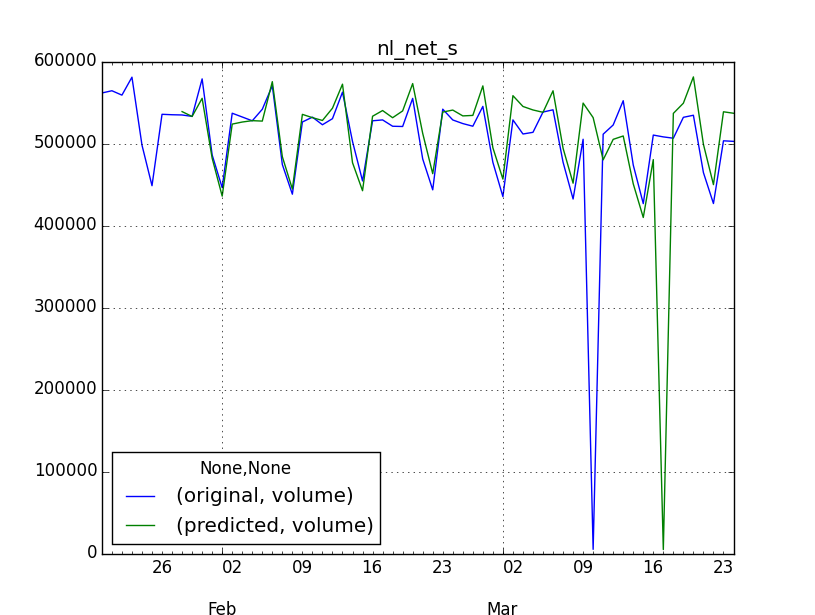 nl_net_s
600000
500000
400000
300000
200000
100000
0
None,None
(original, volume)
(predicted, volume)
26 02 09 16 23 02 09 16 23
Feb Mar